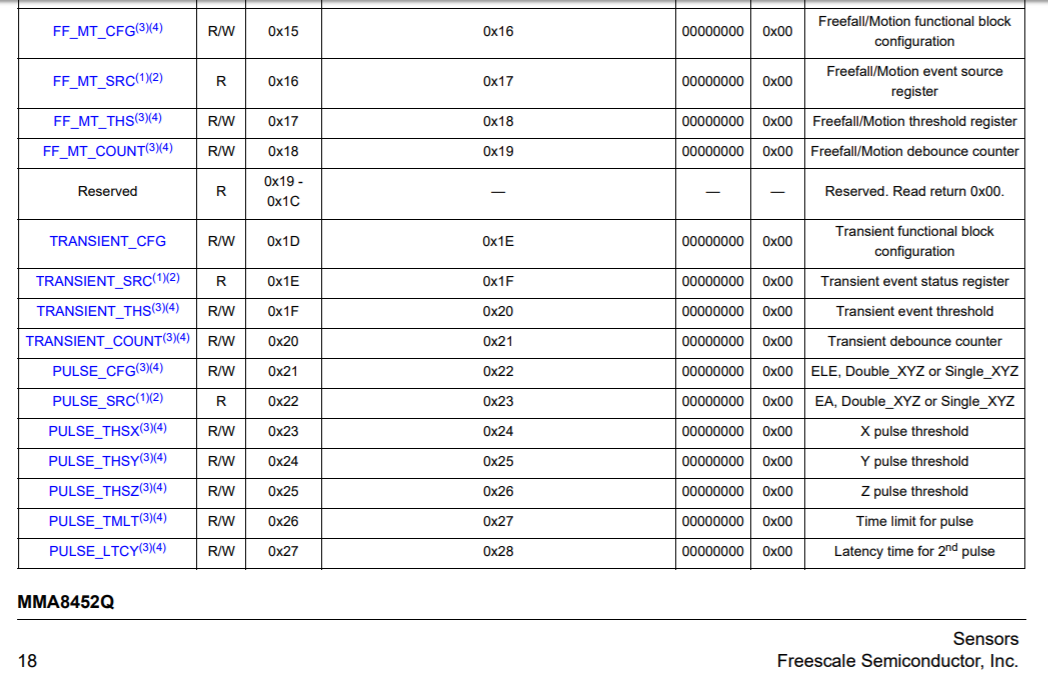 FF_MT_CFG(3)(4) R/W 0x15 0x16 00000000 0x00 Freefall/Motion functional block
configuration
FF_MT_SRC(1)(2) R 0x16 0x17 00000000 0x00 Freefall/Motion event source
register
FF_MT_THS(3)(4) R/W 0x17 0x18 00000000 0x00 Freefall/Motion threshold register
FF_MT_COUNT(3)(4) R/W 0x18 0x19 00000000 0x00 Freefall/Motion debounce counter
Reserved R 0x19 -
0x1C — — — Reserved. Read return 0x00.
TRANSIENT_CFG R/W 0x1D 0x1E 00000000 0x00 Transient functional block
configuration
TRANSIENT_SRC(1)(2) R 0x1E 0x1F 00000000 0x00 Transient event status register
TRANSIENT_THS(3)(4) R/W 0x1F 0x20 00000000 0x00 Transient event threshold
TRANSIENT_COUNT(3)(4) R/W 0x20 0x21 00000000 0x00 Transient debounce counter
PULSE_CFG(3)(4) R/W 0x21 0x22 00000000 0x00 ELE, Double_XYZ or Single_XYZ
PULSE_SRC(1)(2) R 0x22 0x23 00000000 0x00 EA, Double_XYZ or Single_XYZ
PULSE_THSX(3)(4) R/W 0x23 0x24 00000000 0x00 X pulse threshold
PULSE_THSY(3)(4) R/W 0x24 0x25 00000000 0x00 Y pulse threshold
PULSE_THSZ(3)(4) R/W 0x25 0x26 00000000 0x00 Z pulse threshold
PULSE_TMLT(3)(4) R/W 0x26 0x27 00000000 0x00 Time limit for pulse
PULSE_LTCY(3)(4) R/W 0x27 0x28 00000000 0x00 Latency time for 2nd pulse
MMA8452Q
Sensors
18 Freescale Semiconductor, Inc.